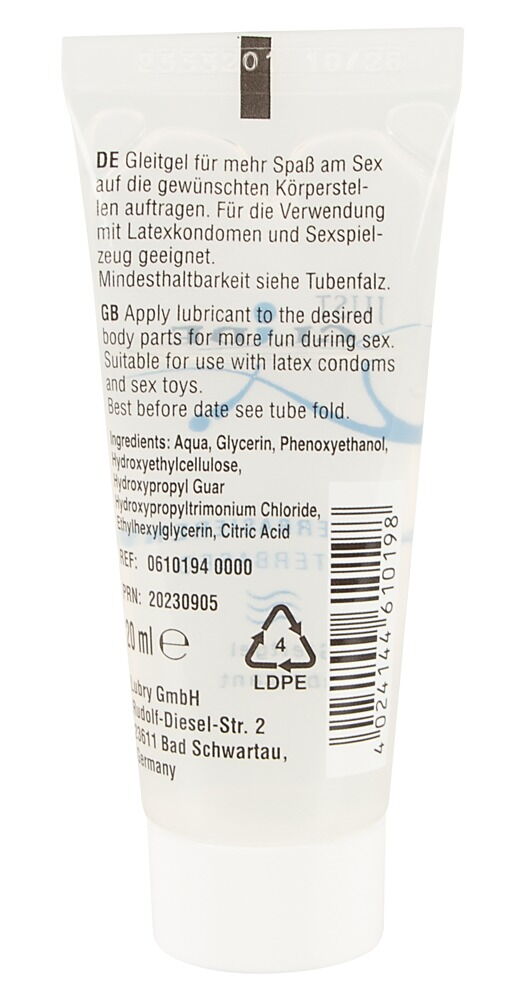 DE Gleitgel für mehr Spaß am Sex
auf die gewünschten Körperstel-
len auftragen. Für die Verwendung
mit Latexkondomen und Sexspiel-
zeug geeignet.
Mindesthaltbarkeit siehe Tubenfalz.
GB Apply lubricant to the desired
body parts for more fun during sex.
Suitable for use with latex condoms
and sex toys.
Best before date see tube fold.
Ingredients: Aqua, Glycerin, Phenoxyethanol,
Hydroxyethylcellulose,
Hydroxypropyl Guar
Hydroxypropyltrimonium Chloride,
Ethylhexylglycerin, Citric Acid
REF: 0610194 0000
PRN: 20230905
20 ml e
4
LDPE
Lubry GmbH
Rudolf-Diesel-Str. 2
23611 Bad Schwartau,
Germany
4024144610198
JUST
GLIDE